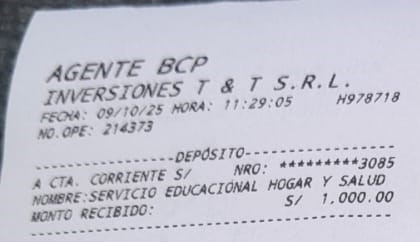 AGENTE BCP
INVERSIONES T & T S.R.L.
FECHA: 09/10/25 HORA: 11:29:05 H978718
NO.OPE: 214373
--------------------DEPÓSITO--------------------
A CTA. CORRIENTE S/ NRO: *********3085
NOMBRE:SERVICIO EDUCACIONAL HOGAR Y SALUD
MONTO RECIBIDO: S/ 1,000.00